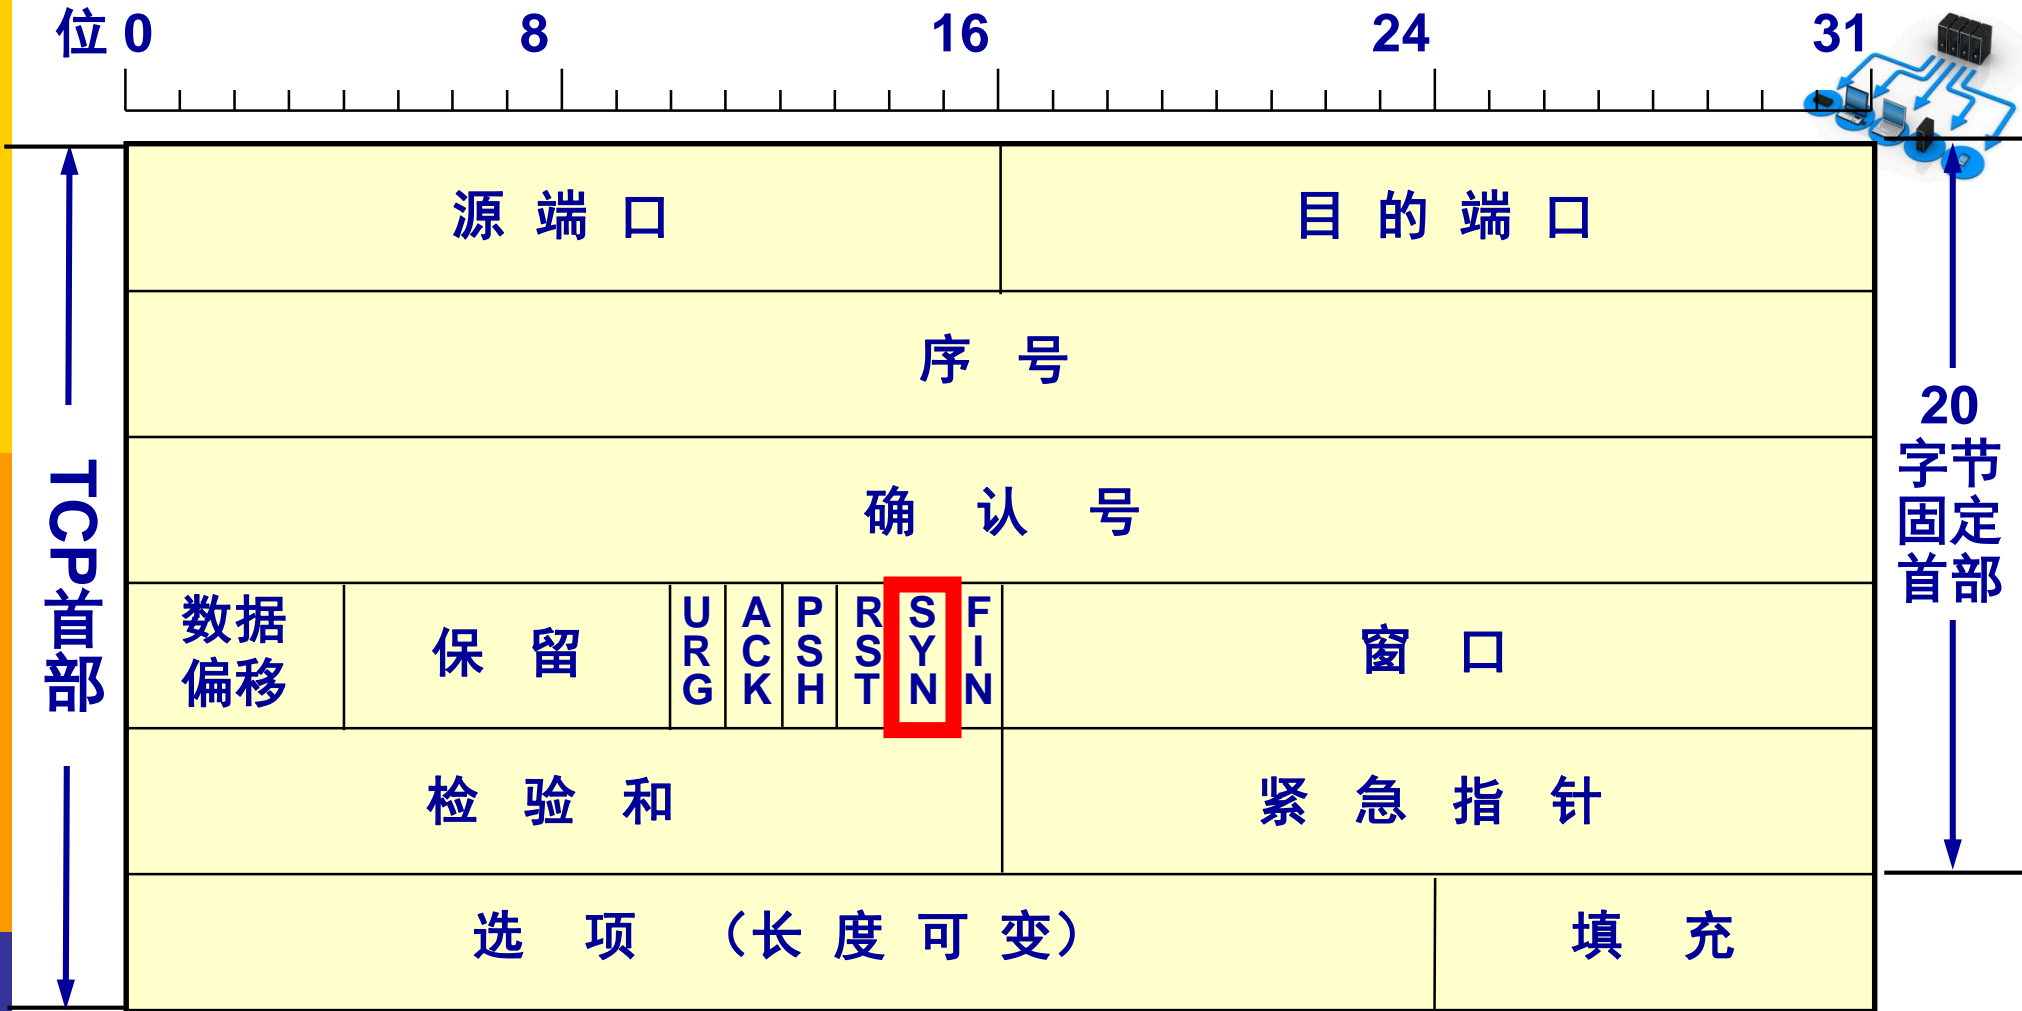 位 0 8 16 24 31
源 端 口 目 的 端 口
序 号
确 认 号
数据偏移 保 留 URG ACK PSH RST SYN FIN 窗 口
检 验 和 紧 急 指 针
选 项 （长 度 可 变） 填 充
TCP首部
20
字节
固定
首部